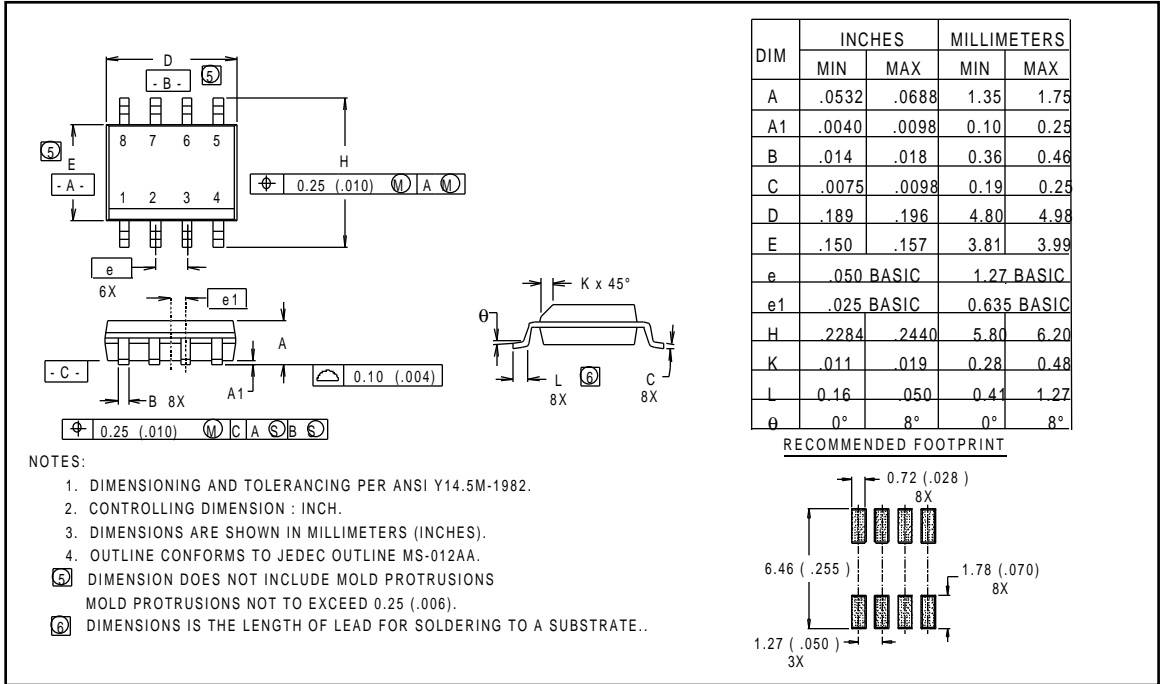 D
- B -
5
8 7 6 5
5
E
- A -
H
⌖ 0.25 (.010) Ⓜ A Ⓜ
1 2 3 4
e
6X
e1
K x 45°
θ
A
- C -
0.10 (.004)
L
8X
6
C
8X
B 8X
A1
⌖ 0.25 (.010) Ⓜ C A Ⓢ B Ⓢ
DIM INCHES MILLIMETERS
MIN MAX MIN MAX
A .0532 .0688 1.35 1.75
A1 .0040 .0098 0.10 0.25
B .014 .018 0.36 0.46
C .0075 .0098 0.19 0.25
D .189 .196 4.80 4.98
E .150 .157 3.81 3.99
e .050 BASIC 1.27 BASIC
e1 .025 BASIC 0.635 BASIC
H .2284 .2440 5.80 6.20
K .011 .019 0.28 0.48
L 0.16 .050 0.41 1.27
θ 0° 8° 0° 8°
RECOMMENDED FOOTPRINT
0.72 (.028 )
8X
6.46 ( .255 )
1.78 (.070)
8X
1.27 ( .050 )
3X
NOTES:
1. DIMENSIONING AND TOLERANCING PER ANSI Y14.5M-1982.
2. CONTROLLING DIMENSION : INCH.
3. DIMENSIONS ARE SHOWN IN MILLIMETERS (INCHES).
4. OUTLINE CONFORMS TO JEDEC OUTLINE MS-012AA.
5 DIMENSION DOES NOT INCLUDE MOLD PROTRUSIONS
MOLD PROTRUSIONS NOT TO EXCEED 0.25 (.006).
6 DIMENSIONS IS THE LENGTH OF LEAD FOR SOLDERING TO A SUBSTRATE..